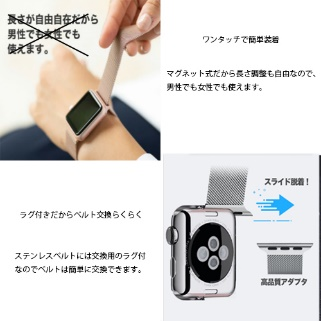 長さが自由自在だから
男性でも女性でも
使えます。
ワンタッチで簡単装着
マグネット式だから長さ調整も自由なので、
男性でも女性でも使えます。
スライド脱着！
高品質アダプタ
ラグ付きだからベルト交換らくらく
ステンレスベルトには交換用のラグ付
なのでベルトは簡単に交換できます。